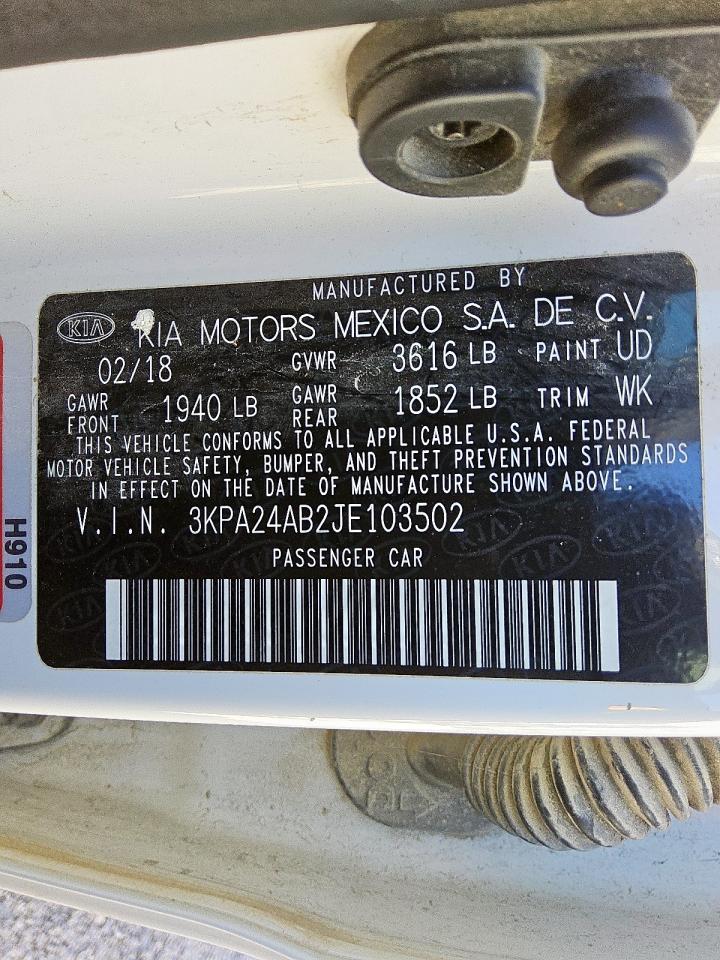 MANUFACTURED BY
KIA KIA MOTORS MEXICO S.A. DE C.V.
02/18 GVWR 3616 LB PAINT UD
GAWR FRONT 1940 LB GAWR REAR 1852 LB TRIM WK
THIS VEHICLE CONFORMS TO ALL APPLICABLE U.S.A. FEDERAL
MOTOR VEHICLE SAFETY, BUMPER, AND THEFT PREVENTION STANDARDS
IN EFFECT ON THE DATE OF MANUFACTURE SHOWN ABOVE.
V.I.N. 3KPA24AB2JE103502
PASSENGER CAR
H910